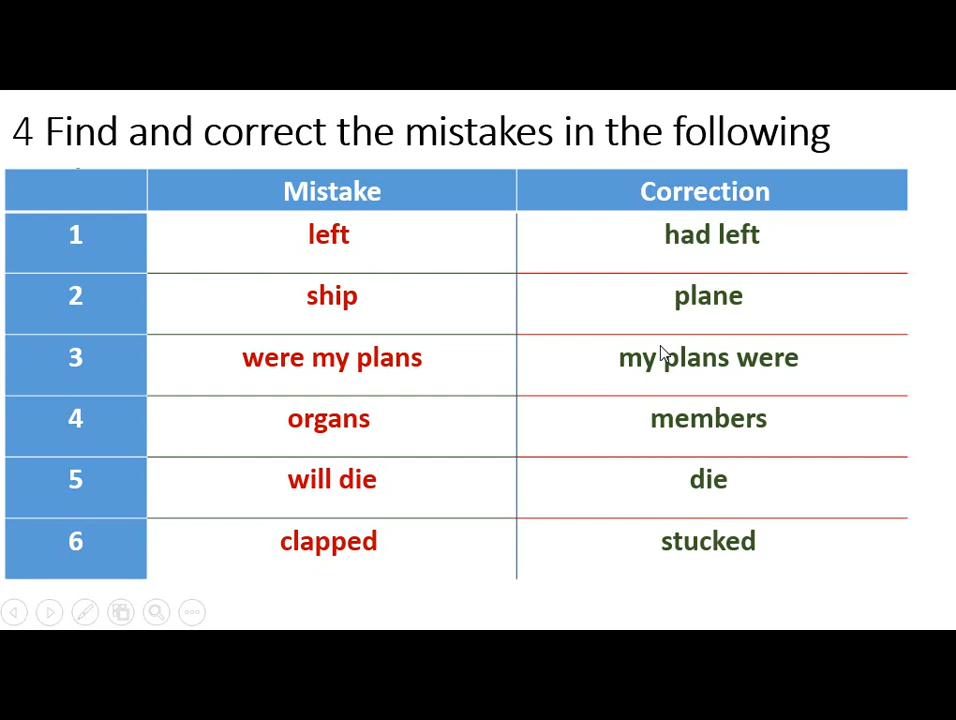 4 Find and correct the mistakes in the following
Mistake Correction
1 left had left
2 ship plane
3 were my plans my plans were
4 organs members
5 will die die
6 clapped stucked